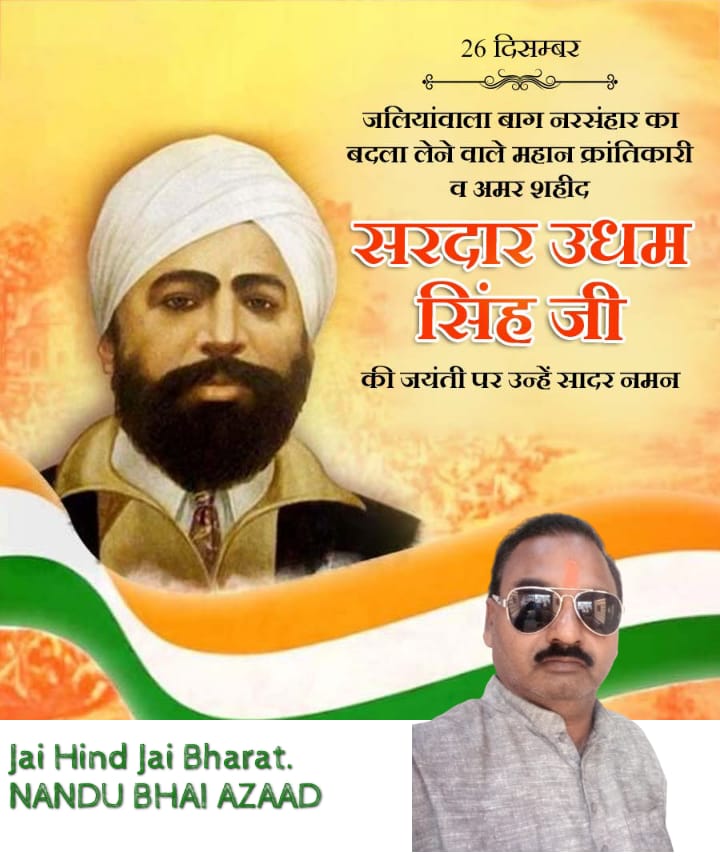 26 दिसम्बर
जलियांवाला बाग नरसंहार का
बदला लेने वाले महान क्रांतिकारी
व अमर शहीद
सरदार उधम
सिंह जी
की जयंती पर उन्हें सादर नमन
Jai Hind Jai Bharat.
NANDU BHAI AZAAD